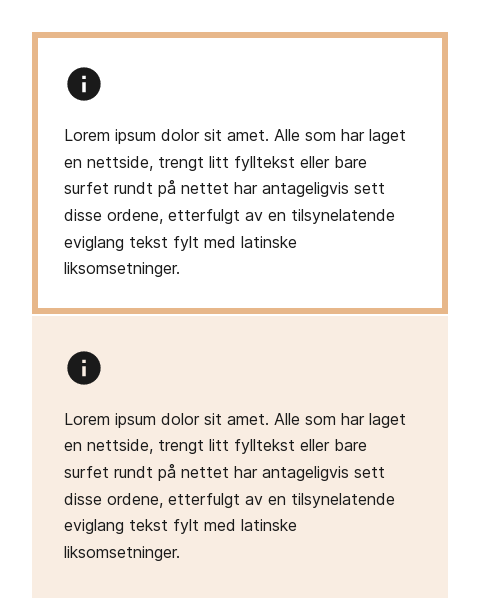 Lorem ipsum dolor sit amet. Alle som har laget
en nettside, trengt litt fylltekst eller bare
surfet rundt på nettet har antageligvis sett
disse ordene, etterfulgt av en tilsynelatende
eviglang tekst fylt med latinske
liksomsetninger.
Lorem ipsum dolor sit amet. Alle som har laget
en nettside, trengt litt fylltekst eller bare
surfet rundt på nettet har antageligvis sett
disse ordene, etterfulgt av en tilsynelatende
eviglang tekst fylt med latinske
liksomsetninger.